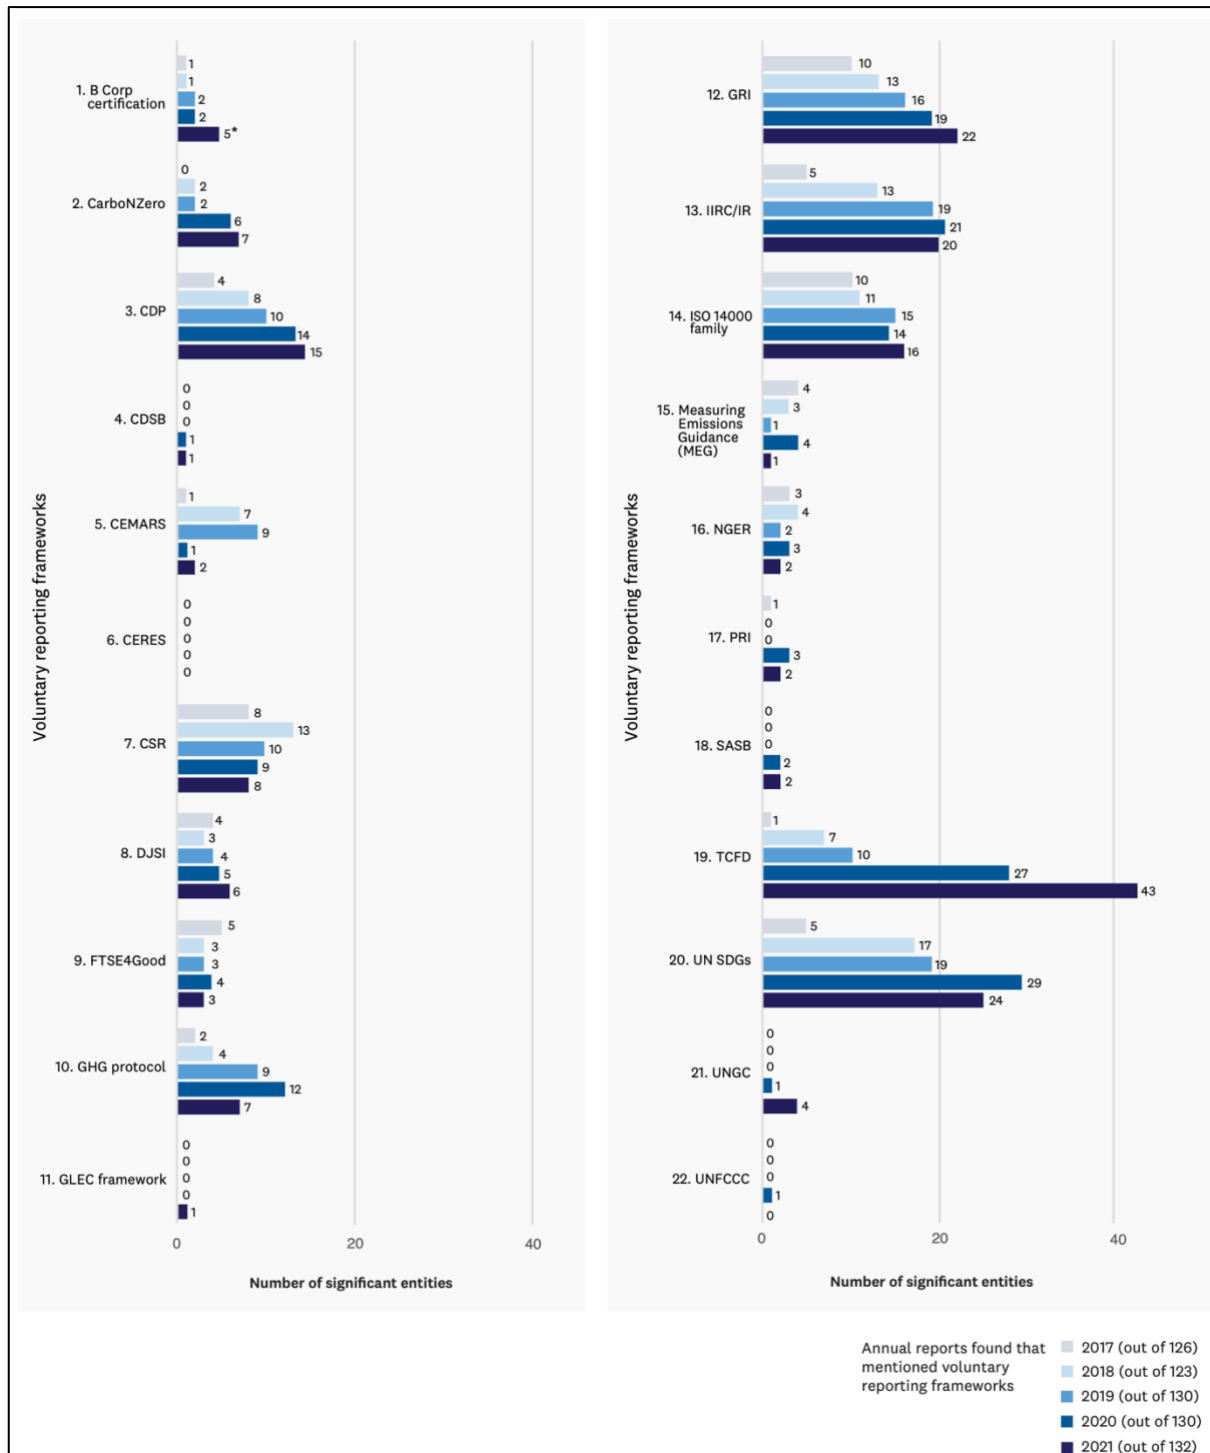 Voluntary reporting frameworks
1. B Corp
certification
1
1
2
2
5*
2. CarboNZero
0
2
2
6
7
3. CDP
4
8
10
14
15
4. CDSB
0
0
0
1
1
5. CEMARS
1
7
9
1
2
6. CERES
0
0
0
0
0
7. CSR
8
13
10
9
8
8. DJSI
4
3
4
5
6
9. FTSE4Good
5
3
3
4
3
10. GHG protocol
2
4
9
12
7
11. GLEC framework
0
0
0
0
1
0 20 40
Number of significant entities
Voluntary reporting frameworks
12. GRI
10
13
16
19
22
13. IIRC/IR
5
13
19
21
20
14. ISO 14000
family
10
11
15
14
16
15. Measuring
Emissions
Guidance
(MEG)
4
3
1
4
1
16. NGER
3
4
2
3
2
17. PRI
1
0
0
3
2
18. SASB
0
0
0
2
2
19. TCFD
1
7
10
27
43
20. UN SDGs
5
17
19
29
24
21. UNGC
0
0
0
1
4
22. UNFCCC
0
0
0
1
0
0 20 40
Number of significant entities
Annual reports found that
mentioned voluntary
reporting frameworks
2017 (out of 126)
2018 (out of 123)
2019 (out of 130)
2020 (out of 130)
2021 (out of 132)